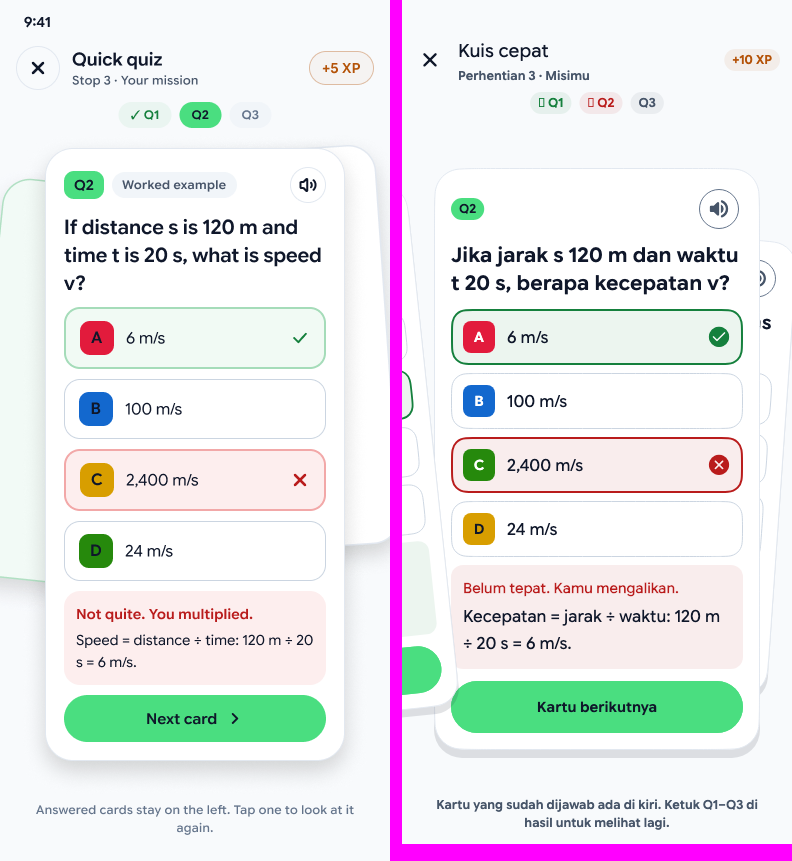 9:41
Quick quiz
Stop 3 · Your mission
+5 XP
✓ Q1
Q2
Q3
Q2
Worked example
If distance s is 120 m and
time t is 20 s, what is speed
v?
A 6 m/s
B 100 m/s
C 2,400 m/s
D 24 m/s
Not quite. You multiplied.
Speed = distance ÷ time: 120 m ÷ 20
s = 6 m/s.
Next card
Answered cards stay on the left. Tap one to look at it
again.
Kuis cepat
Perhentian 3 · Misimu
+10 XP
Q1
Q2
Q3
Q2
Jika jarak s 120 m dan waktu
t 20 s, berapa kecepatan v?
A 6 m/s
B 100 m/s
C 2,400 m/s
D 24 m/s
Belum tepat. Kamu mengalikan.
Kecepatan = jarak ÷ waktu: 120 m
÷ 20 s = 6 m/s.
Kartu berikutnya
Kartu yang sudah dijawab ada di kiri. Ketuk Q1–Q3 di
hasil untuk melihat lagi.